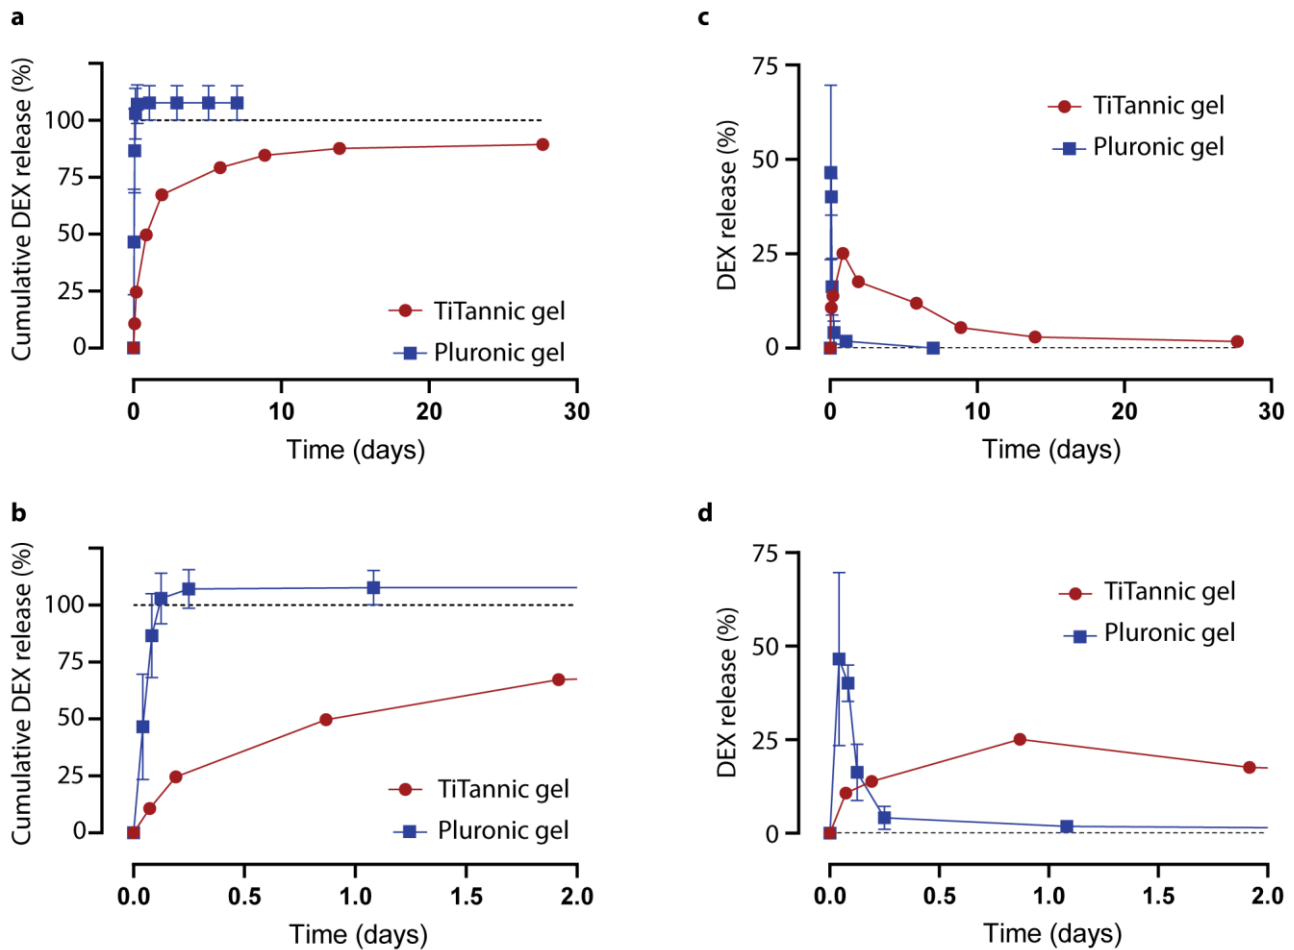 a
Cumulative DEX release (%)
100
75
50
25
0
TiTannic gel
Pluronic gel
0 10 20 30
Time (days)
c
DEX release (%)
75
50
25
0
TiTannic gel
Pluronic gel
0 10 20 30
Time (days)
b
Cumulative DEX release (%)
100
75
50
25
0
TiTannic gel
Pluronic gel
0.0 0.5 1.0 1.5 2.0
Time (days)
d
DEX release (%)
75
50
25
0
TiTannic gel
Pluronic gel
0.0 0.5 1.0 1.5 2.0
Time (days)